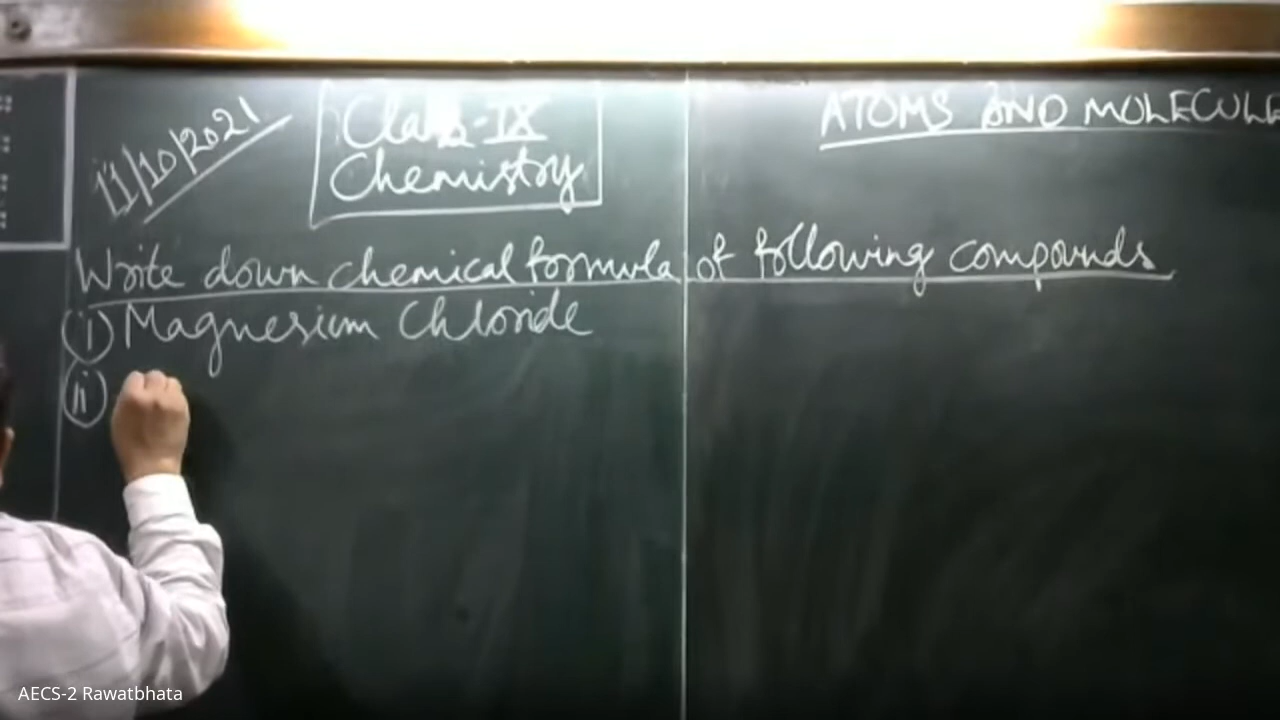 11/10/2021
Class-IX
Chemistry
ATOMS AND MOLECULE
Write down chemical formula of following compounds
(i) Magnesium Chloride
(ii)
AECS-2 Rawatbhata